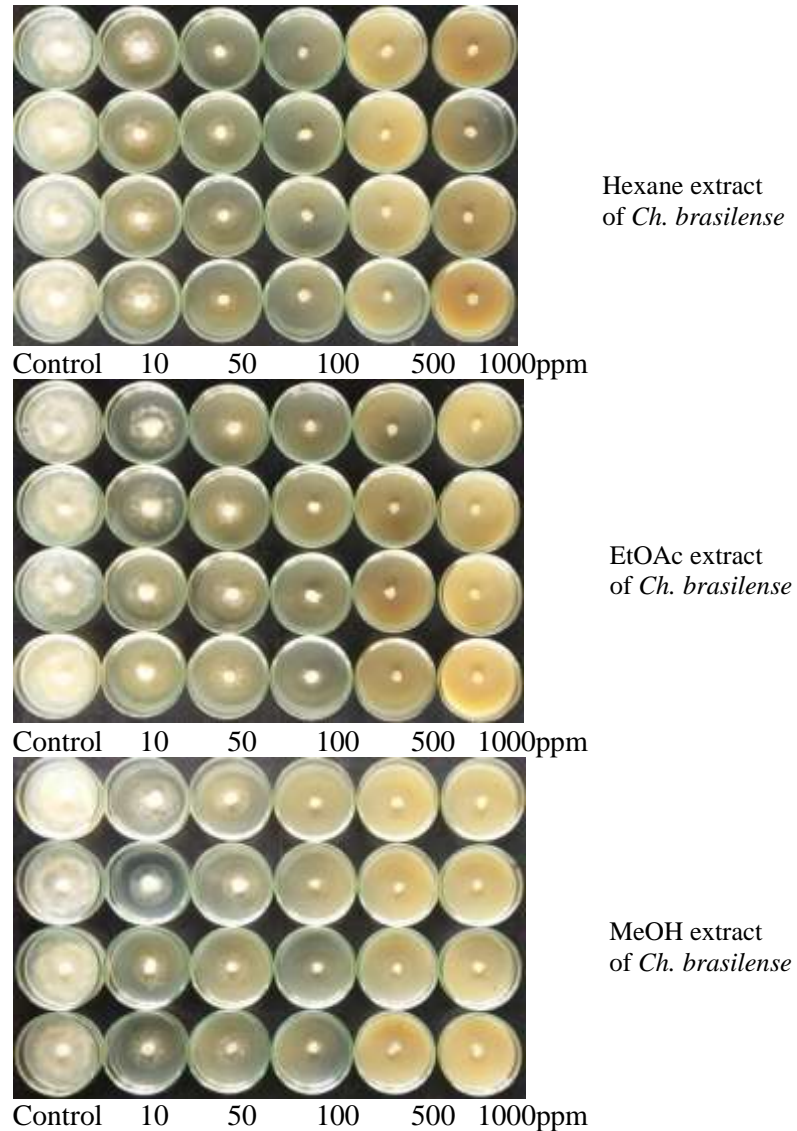 Hexane extract
of Ch. brasilense
Control 10 50 100 500 1000ppm
EtOAc extract
of Ch. brasilense
Control 10 50 100 500 1000ppm
MeOH extract
of Ch. brasilense
Control 10 50 100 500 1000ppm